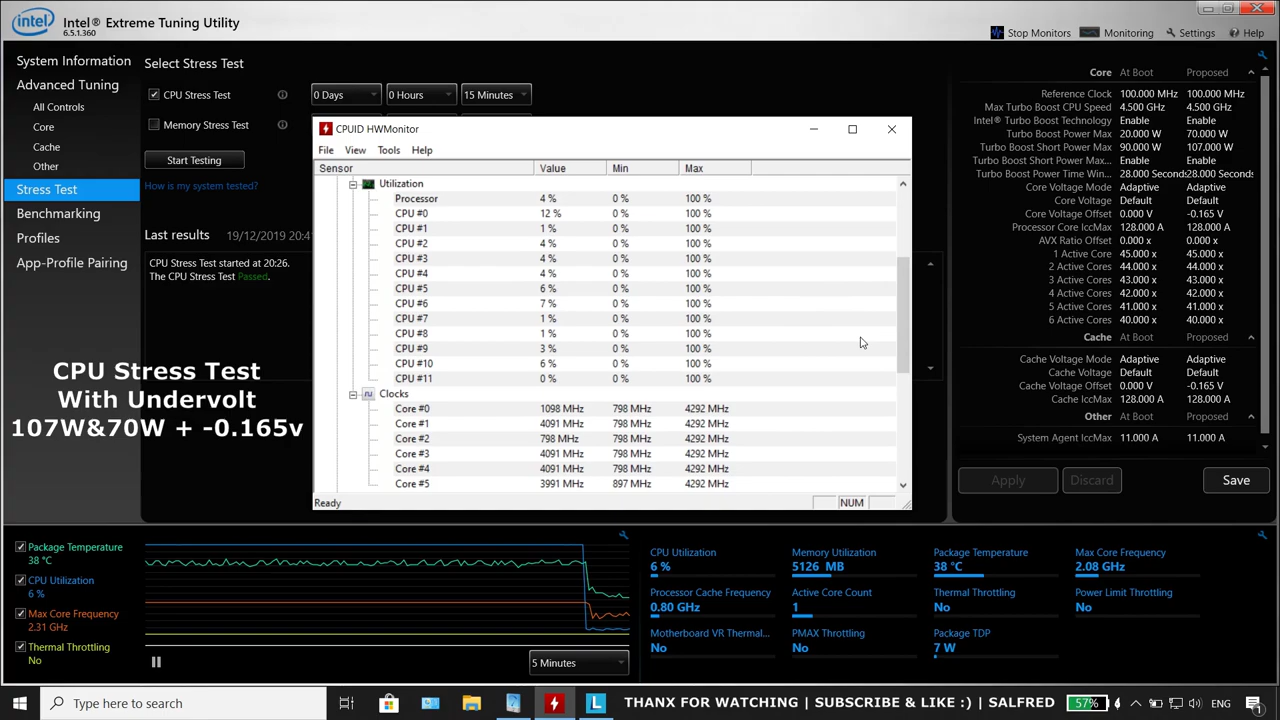 intel
Intel® Extreme Tuning Utility
6.5.1.360
Stop Monitors
Monitoring
Settings
Help
System Information
Advanced Tuning
All Controls
Core
Cache
Other
Stress Test
Benchmarking
Profiles
App-Profile Pairing
Select Stress Test
CPU Stress Test
0 Days
0 Hours
15 Minutes
Memory Stress Test
Start Testing
How is my system tested?
Last results 19/12/2019 20:4
CPU Stress Test started at 20:26.
The CPU Stress Test Passed.
CPU Stress Test
With Undervolt
107W&70W + -0.165v
CPUID HWMonitor
File View Tools Help
Sensor Value Min Max
Utilization
Processor 4 % 0 % 100 %
CPU #0 12 % 0 % 100 %
CPU #1 1 % 0 % 100 %
CPU #2 4 % 0 % 100 %
CPU #3 4 % 0 % 100 %
CPU #4 4 % 0 % 100 %
CPU #5 6 % 0 % 100 %
CPU #6 7 % 0 % 100 %
CPU #7 1 % 0 % 100 %
CPU #8 1 % 0 % 100 %
CPU #9 3 % 0 % 100 %
CPU #10 6 % 0 % 100 %
CPU #11 0 % 0 % 100 %
Clocks
Core #0 1098 MHz 798 MHz 4292 MHz
Core #1 4091 MHz 798 MHz 4292 MHz
Core #2 798 MHz 798 MHz 4292 MHz
Core #3 4091 MHz 798 MHz 4292 MHz
Core #4 4091 MHz 798 MHz 4292 MHz
Core #5 3991 MHz 897 MHz 4292 MHz
Ready
NUM
Core At Boot Proposed
Reference Clock 100.000 MHz 100.000 MHz
Max Turbo Boost CPU Speed 4.500 GHz 4.500 GHz
Intel® Turbo Boost Technology Enable Enable
Turbo Boost Power Max 20.000 W 70.000 W
Turbo Boost Short Power Max 90.000 W 107.000 W
Turbo Boost Short Power Max... Enable Enable
Turbo Boost Power Time Win... 28.000 Seconds 28.000 Seconds
Core Voltage Mode Adaptive Adaptive
Core Voltage Default Default
Core Voltage Offset 0.000 V -0.165 V
Processor Core IccMax 128.000 A 128.000 A
AVX Ratio Offset 0.000 x 0.000 x
1 Active Core 45.000 x 45.000 x
2 Active Cores 44.000 x 44.000 x
3 Active Cores 43.000 x 43.000 x
4 Active Cores 42.000 x 42.000 x
5 Active Cores 41.000 x 41.000 x
6 Active Cores 40.000 x 40.000 x
Cache At Boot Proposed
Cache Voltage Mode Adaptive Adaptive
Cache Voltage Default Default
Cache Voltage Offset 0.000 V -0.165 V
Cache IccMax 128.000 A 128.000 A
Other At Boot Proposed
System Agent IccMax 11.000 A 11.000 A
Apply
Discard
Save
Package Temperature
38 °C
CPU Utilization
6 %
Max Core Frequency
2.31 GHz
Thermal Throttling
No
5 Minutes
CPU Utilization
6 %
Memory Utilization
5126 MB
Package Temperature
38 °C
Max Core Frequency
2.08 GHz
Processor Cache Frequency
0.80 GHz
Active Core Count
1
Thermal Throttling
No
Power Limit Throttling
No
Motherboard VR Thermal...
No
PMAX Throttling
No
Package TDP
7 W
Type here to search
L
THANX FOR WATCHING | SUBSCRIBE & LIKE :) | SALFRED
57%
ENG
1